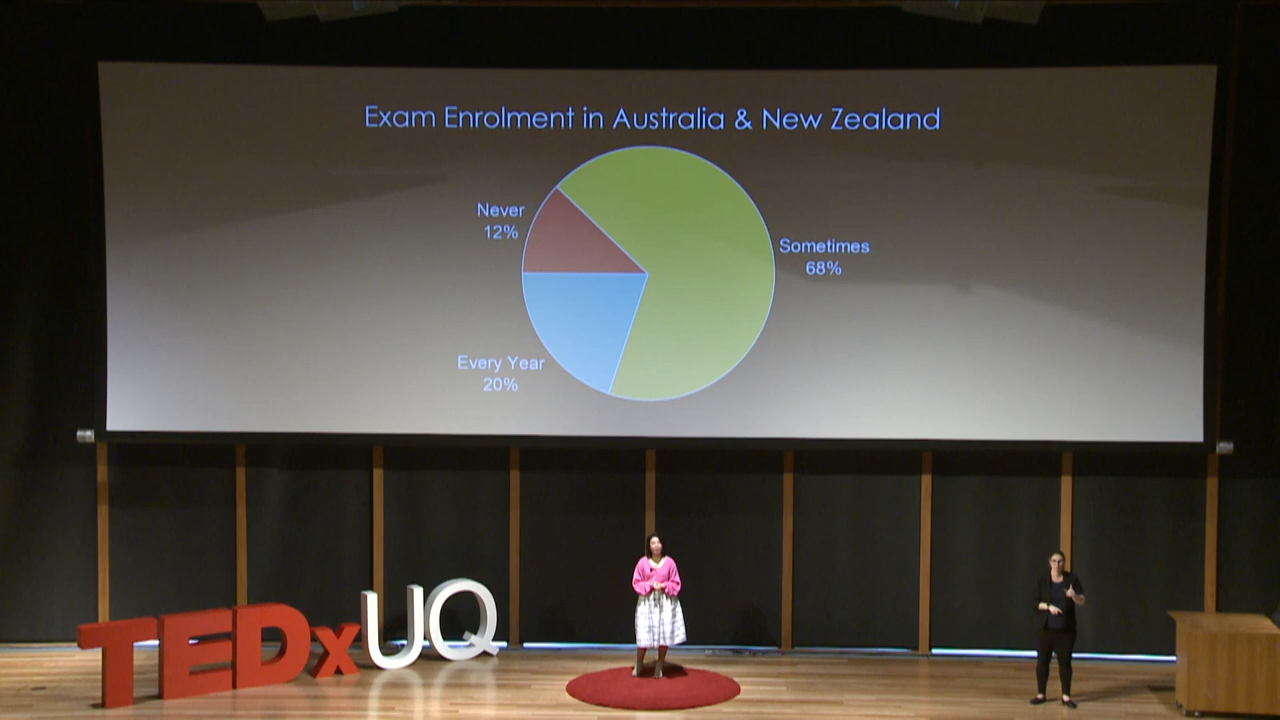 Exam Enrolment in Australia & New Zealand
Never
12%
Sometimes
68%
Every Year
20%
TEDxUQ